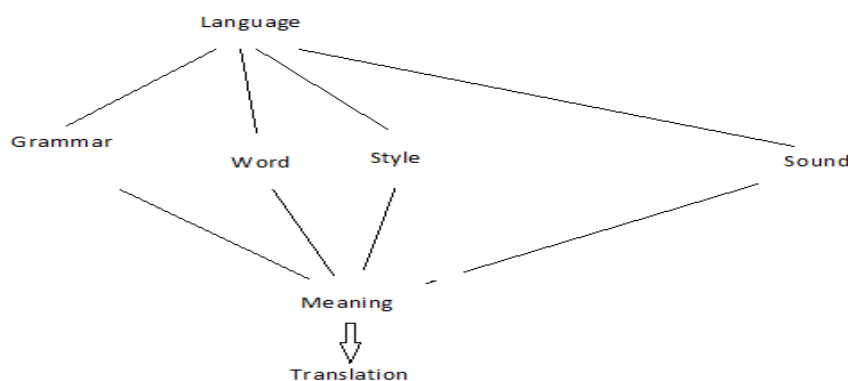 Language
Grammar
Word
Style
Sound
Meaning
Translation